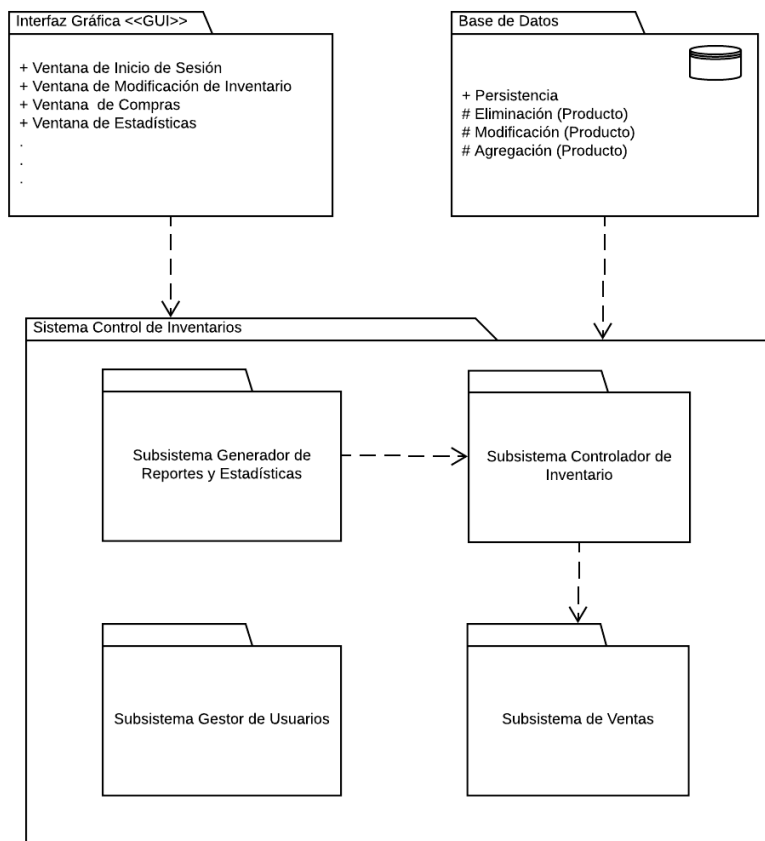 Interfaz Gráfica <<GUI>>
+ Ventana de Inicio de Sesión
+ Ventana de Modificación de Inventario
+ Ventana de Compras
+ Ventana de Estadísticas
.
.
.
Base de Datos
+ Persistencia
# Eliminación (Producto)
# Modificación (Producto)
# Agregación (Producto)
Sistema Control de Inventarios
Subsistema Generador de
Reportes y Estadísticas
Subsistema Controlador de
Inventario
Subsistema Gestor de Usuarios
Subsistema de Ventas